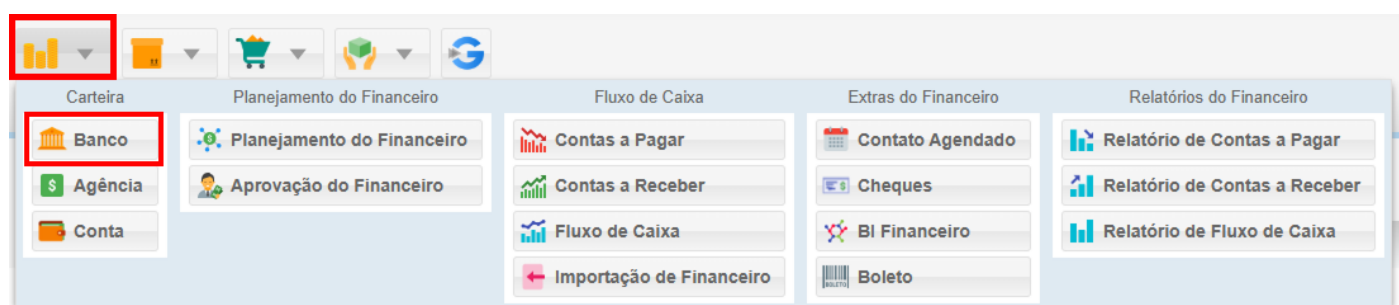 Carteira
Planejamento do Financeiro
Fluxo de Caixa
Extras do Financeiro
Relatórios do Financeiro
Banco
Planejamento do Financeiro
Contas a Pagar
Contato Agendado
Relatório de Contas a Pagar
Agência
Aprovação do Financeiro
Contas a Receber
Cheques
Relatório de Contas a Receber
Conta
Fluxo de Caixa
BI Financeiro
Relatório de Fluxo de Caixa
Importação de Financeiro
BOLETO
Boleto